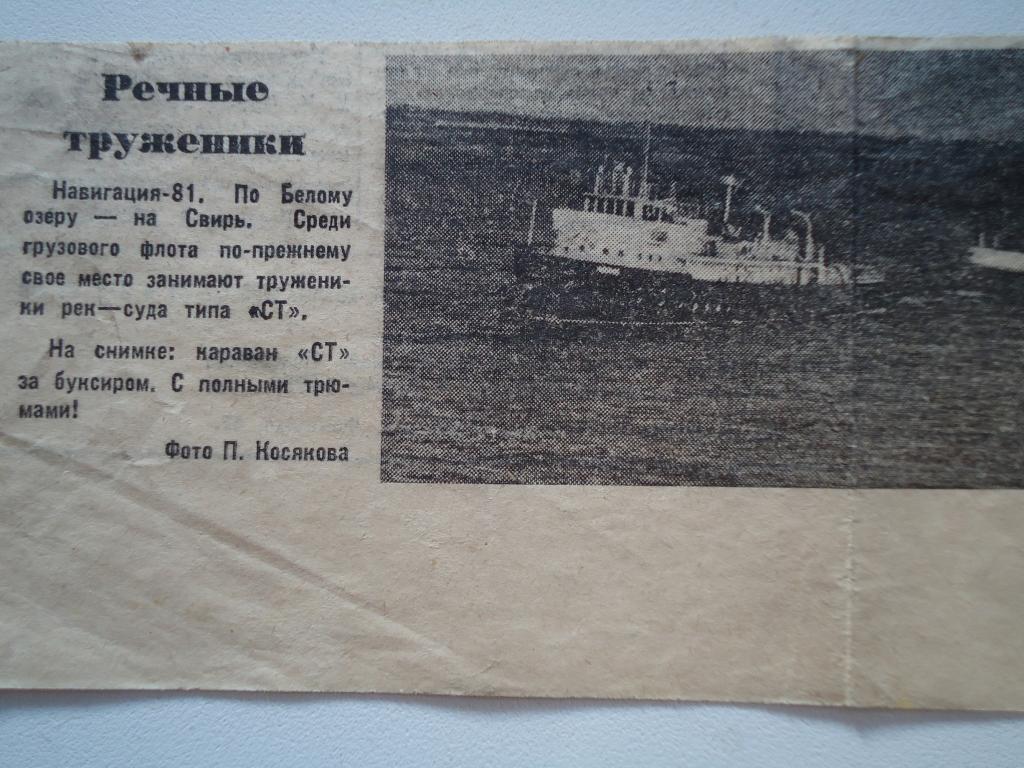 Речные
труженики
Навигация-81. По Белому
озеру — на Свирь. Среди
грузового флота по-прежнему
свое место занимают тружени-
ки рек—суда типа «СТ».
На снимке: караван «СТ»
за буксиром. С полными трю-
мами!
Фото П. Косякова